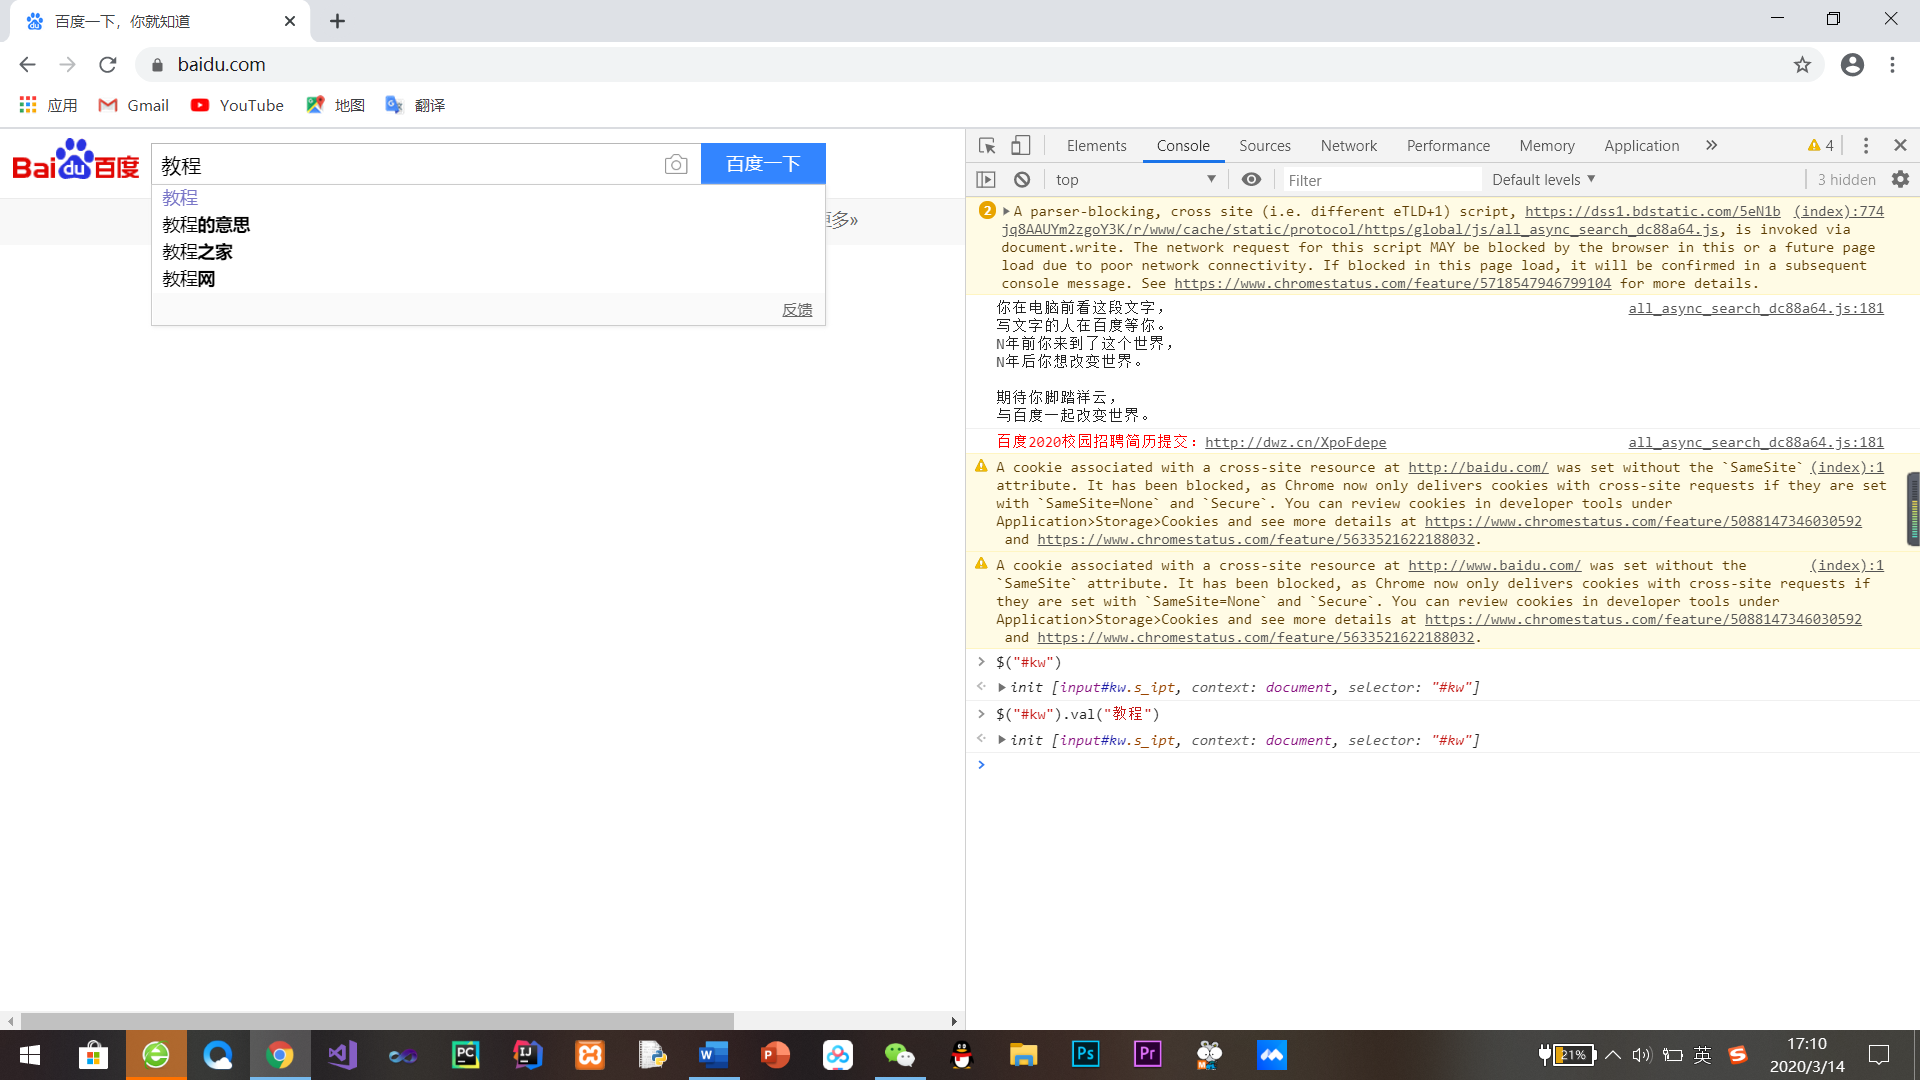 百度一下，你就知道
baidu.com
应用
Gmail
YouTube
地图
翻译
Bai du 百度
教程
百度一下
教程
教程的意思
教程之家
教程网
反馈
更多»
Elements
Console
Sources
Network
Performance
Memory
Application
4
top
Filter
Default levels
3 hidden
2
A parser-blocking, cross site (i.e. different eTLD+1) script, https://dss1.bdstatic.com/5eN1b (index):774
jq8AAUYm2zgoY3K/r/www/cache/static/protocol/https/global/js/all_async_search_dc88a64.js, is invoked via
document.write. The network request for this script MAY be blocked by the browser in this or a future page
load due to poor network connectivity. If blocked in this page load, it will be confirmed in a subsequent
console message. See https://www.chromestatus.com/feature/5718547946799104 for more details.
你在电脑前看这段文字， all_async_search_dc88a64.js:181
写文字的人在百度等你。
N年前你来到了这个世界，
N年后你想改变世界。
期待你脚踏祥云，
与百度一起改变世界。
百度2020校园招聘简历提交：http://dwz.cn/XpoFdepe all_async_search_dc88a64.js:181
A cookie associated with a cross-site resource at http://baidu.com/ was set without the `SameSite` (index):1
attribute. It has been blocked, as Chrome now only delivers cookies with cross-site requests if they are set
with `SameSite=None` and `Secure`. You can review cookies in developer tools under
Application>Storage>Cookies and see more details at https://www.chromestatus.com/feature/5088147346030592
and https://www.chromestatus.com/feature/5633521622188032.
A cookie associated with a cross-site resource at http://www.baidu.com/ was set without the (index):1
`SameSite` attribute. It has been blocked, as Chrome now only delivers cookies with cross-site requests if
they are set with `SameSite=None` and `Secure`. You can review cookies in developer tools under
Application>Storage>Cookies and see more details at https://www.chromestatus.com/feature/5088147346030592
and https://www.chromestatus.com/feature/5633521622188032.
$("#kw")
init [input#kw.s_ipt, context: document, selector: "#kw"]
$("#kw").val("教程")
init [input#kw.s_ipt, context: document, selector: "#kw"]
PC
IJ
W
P
Ps
Pr
21%
英
17:10
2020/3/14